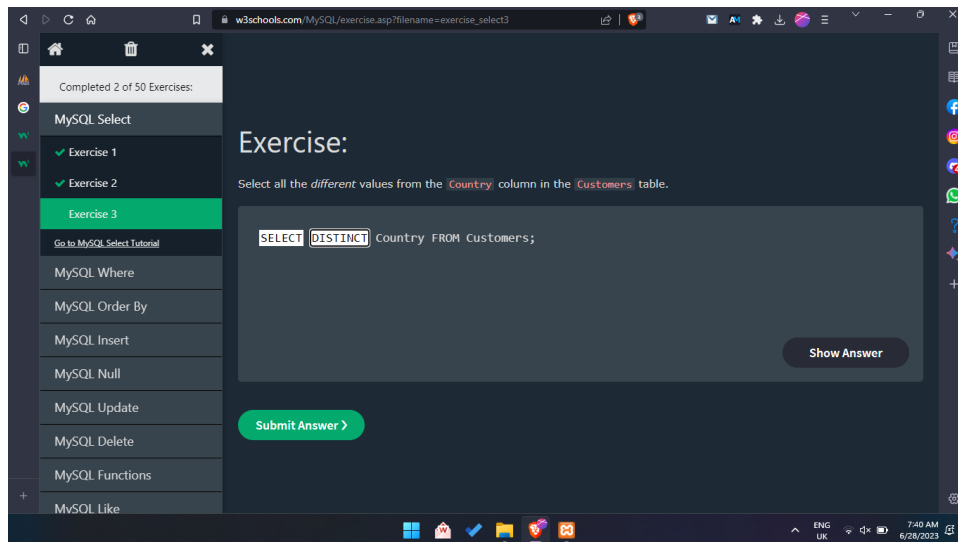 w3schools.com/MySQL/exercise.asp?filename=exercise_select3
Completed 2 of 50 Exercises:
MySQL Select
Exercise 1
Exercise 2
Exercise 3
Go to MySQL Select Tutorial
MySQL Where
MySQL Order By
MySQL Insert
MySQL Null
MySQL Update
MySQL Delete
MySQL Functions
MySQL Like
Exercise:
Select all the different values from the Country column in the Customers table.
SELECT DISTINCT Country FROM Customers;
Show Answer
Submit Answer ❯
ENG
UK
7:40 AM
6/28/2023